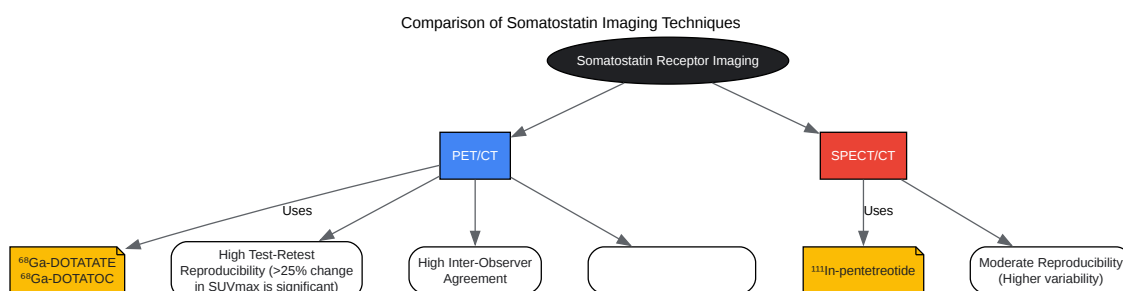 Comparison of Somatostatin Imaging Techniques
Somatostatin Receptor Imaging
PET/CT
SPECT/CT
Uses
Uses
⁶⁸Ga-DOTATATE
⁶⁸Ga-DOTATOC
High Test-Retest
Reproducibility (>25% change
in SUVmax is significant)
High Inter-Observer
Agreement
¹¹¹In-pentetreotide
Moderate Reproducibility
(Higher variability)